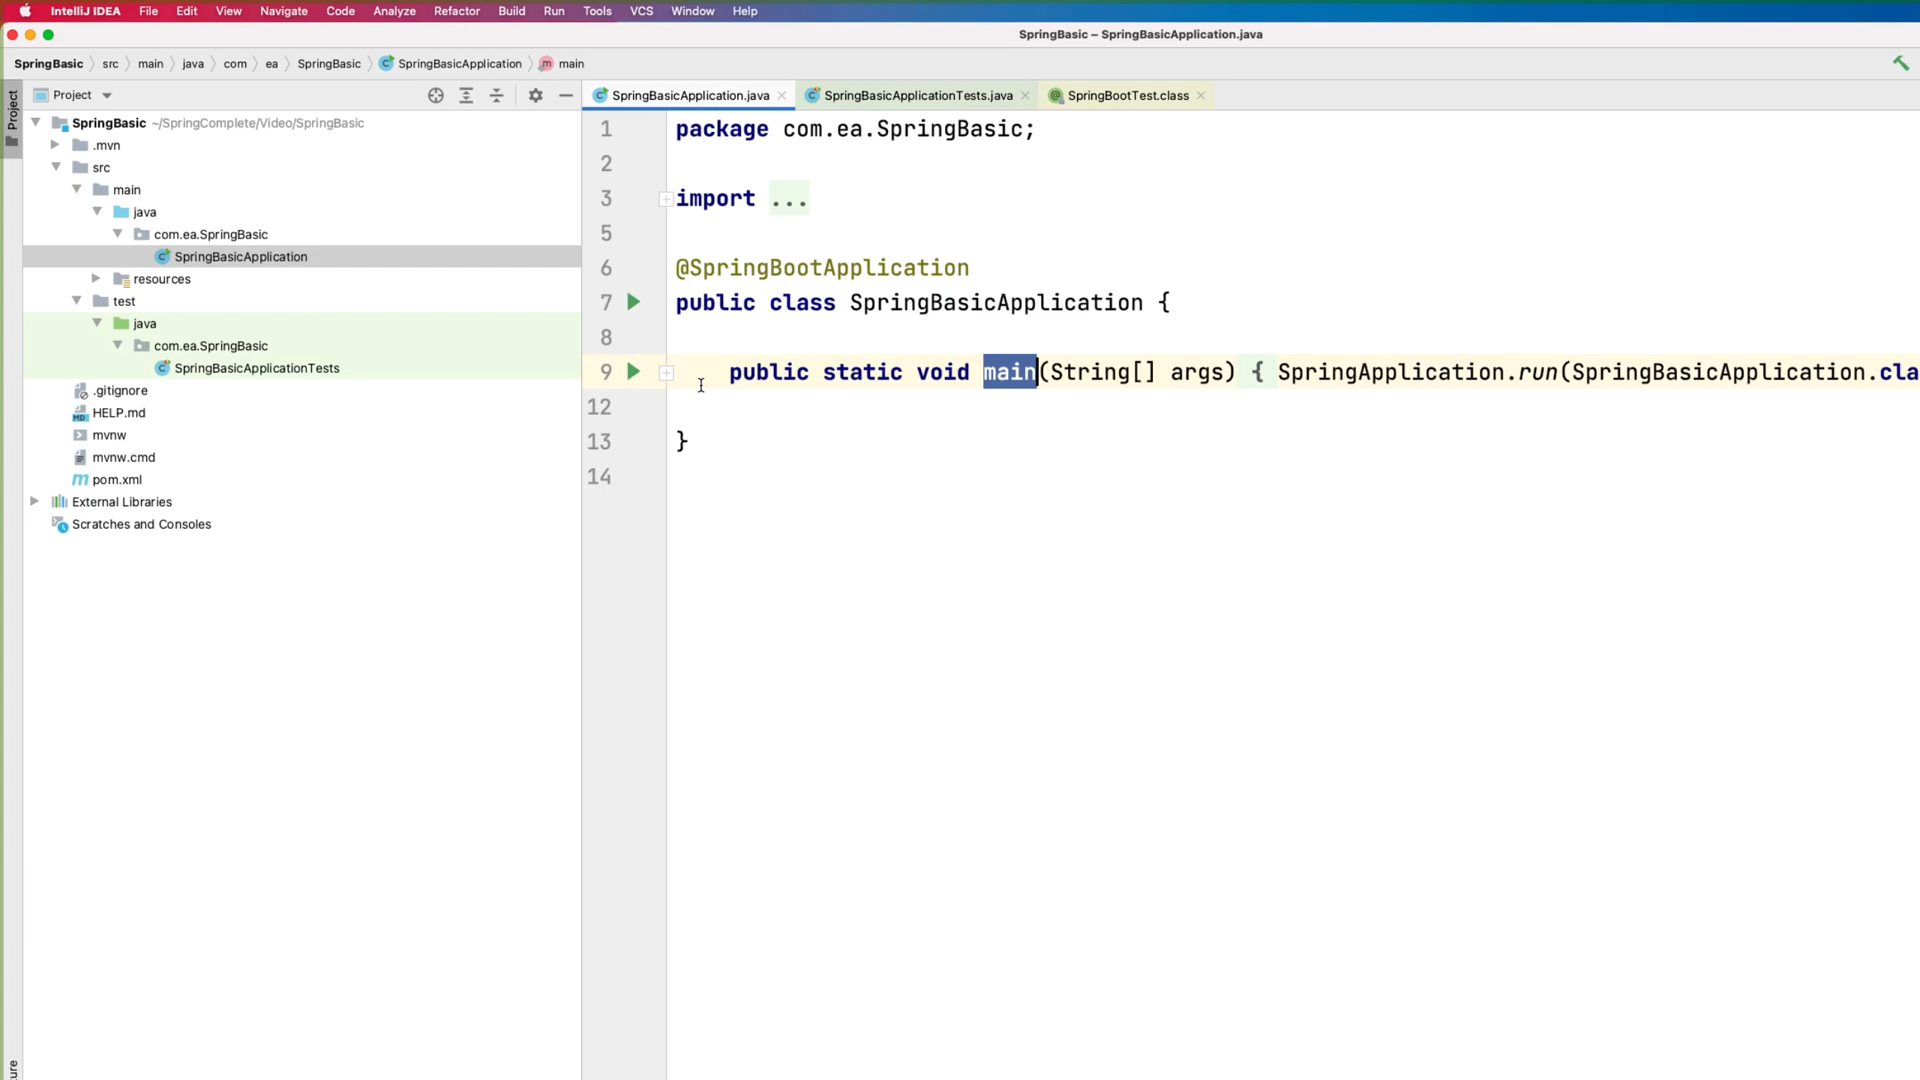 IntelliJ IDEA File Edit View Navigate Code Analyze Refactor Build Run Tools VCS Window Help
SpringBasic – SpringBasicApplication.java
SpringBasic src main java com ea SpringBasic SpringBasicApplication main
Project
Project
SpringBasicApplication.java SpringBasicApplicationTests.java SpringBootTest.class
SpringBasic ~/SpringComplete/Video/SpringBasic
.mvn
src
main
java
com.ea.SpringBasic
SpringBasicApplication
resources
test
java
com.ea.SpringBasic
SpringBasicApplicationTests
.gitignore
HELP.md
mvnw
mvnw.cmd
pom.xml
External Libraries
Scratches and Consoles
1 package com.ea.SpringBasic;
2
3 import ...
5
6 @SpringBootApplication
7 public class SpringBasicApplication {
8
9 public static void main(String[] args) { SpringApplication.run(SpringBasicApplication.cla
12
13 }
14